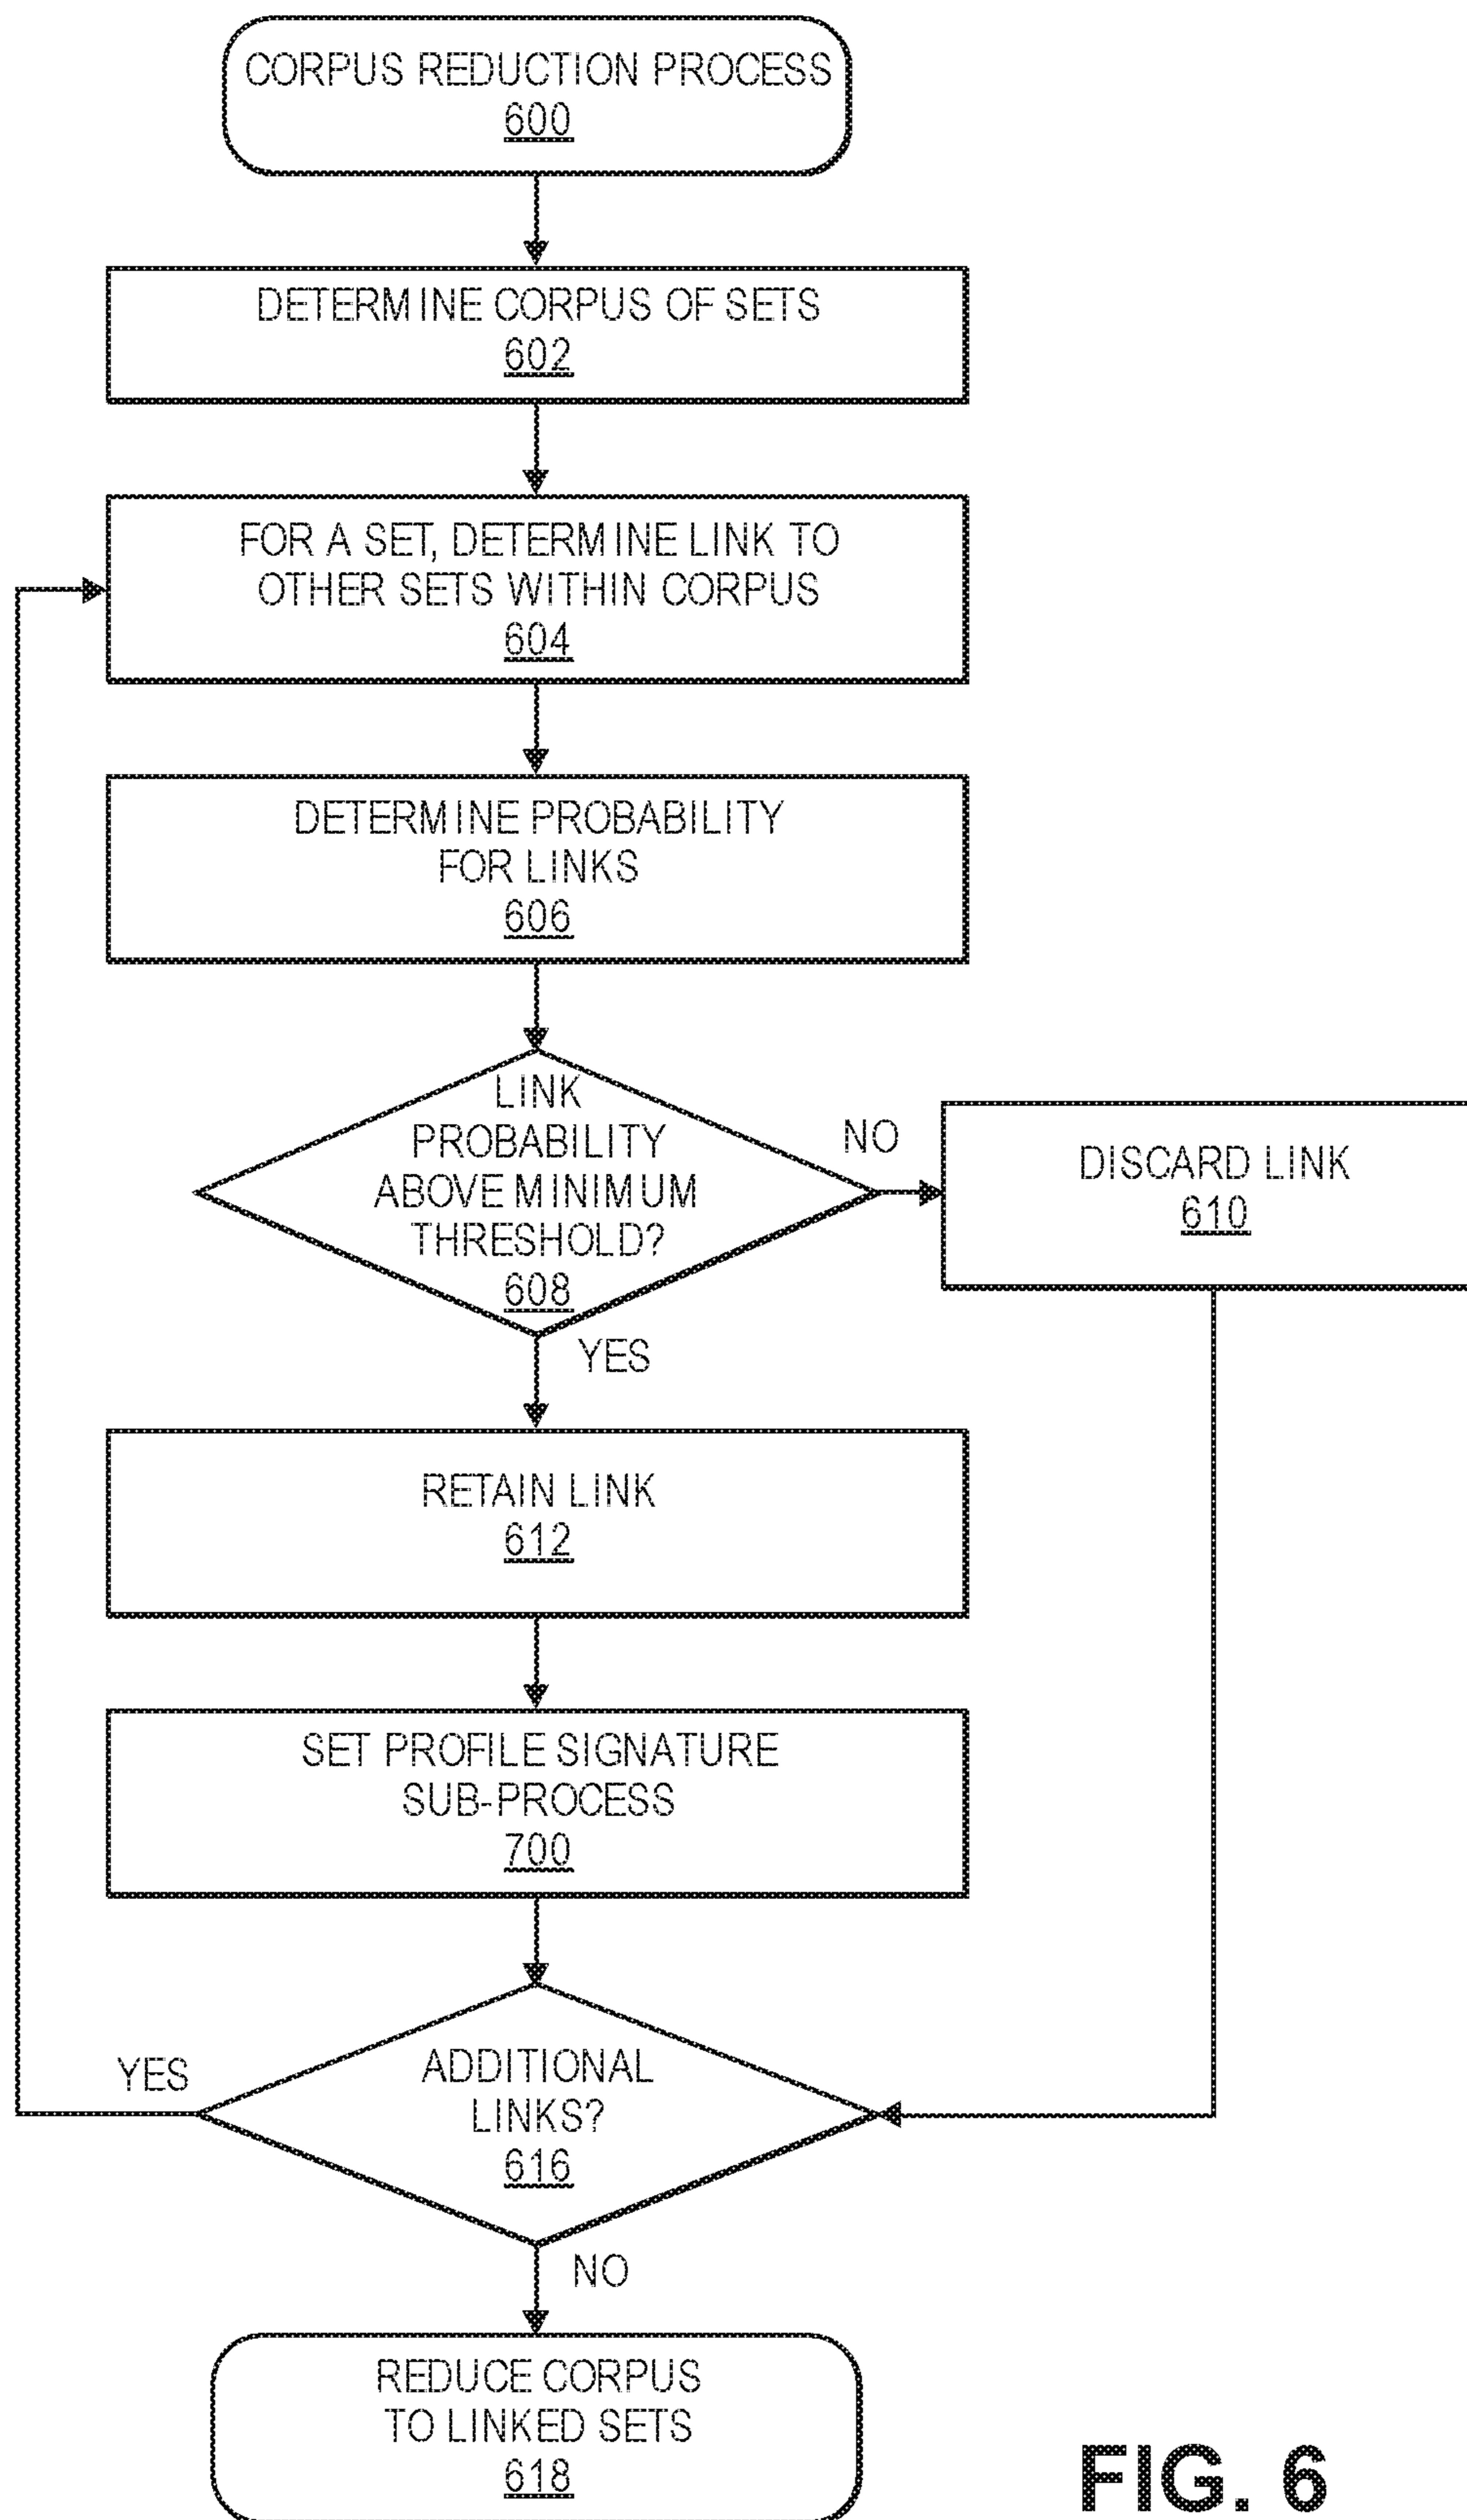 CORPUS REDUCTION PROCESS
600
DETERMINE CORPUS OF SETS
602
FOR A SET, DETERMINE LINK TO
OTHER SETS WITHIN CORPUS
604
DETERMINE PROBABILITY
FOR LINKS
606
LINK
PROBABILITY
ABOVE MINIMUM
THRESHOLD?
608
NO
DISCARD LINK
610
YES
RETAIN LINK
612
SET PROFILE SIGNATURE
SUB-PROCESS
700
YES
ADDITIONAL
LINKS?
616
NO
REDUCE CORPUS
TO LINKED SETS
618
FIG. 6